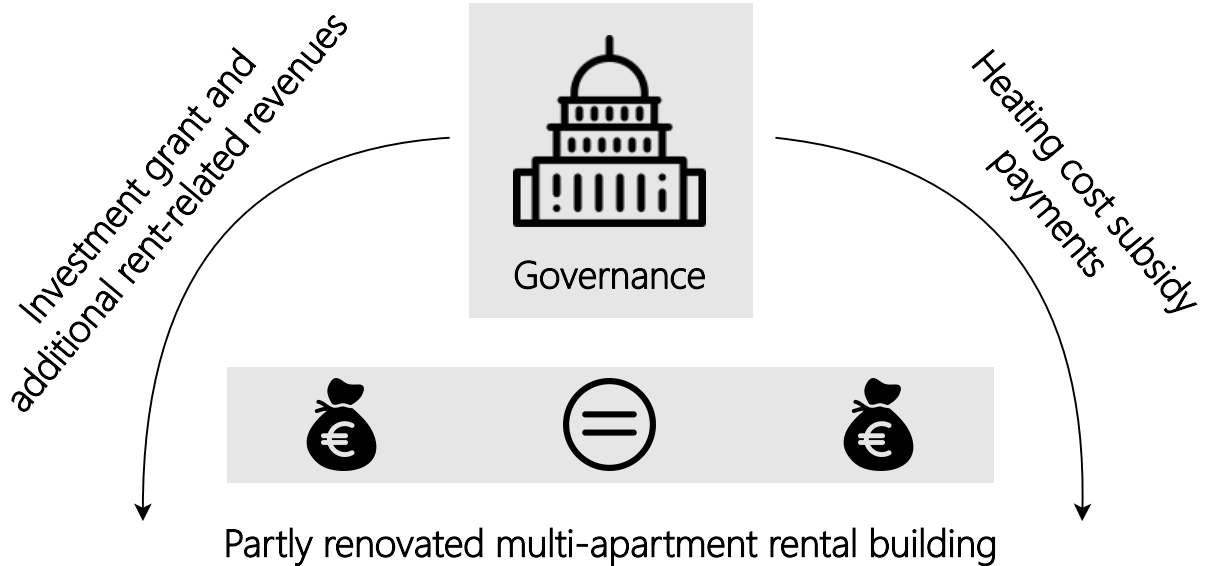 Investment grant and
additional rent-related revenues
Heating cost subsidy
payments
Governance
€
€
Partly renovated multi-apartment rental building